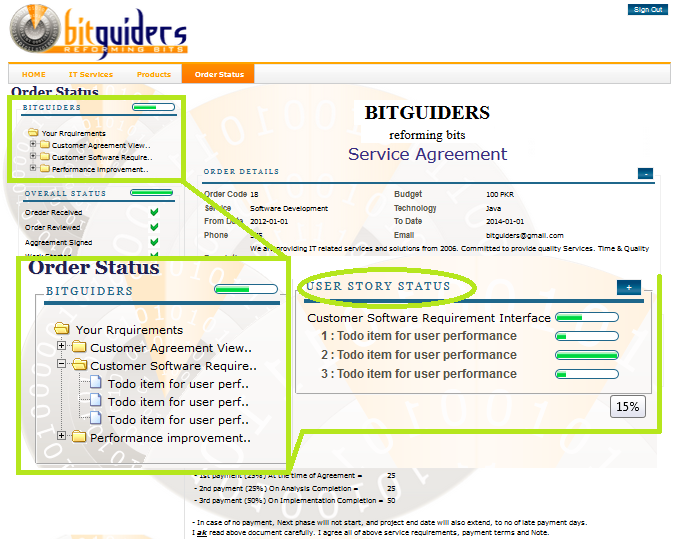 Sign Out
bitguiders
REFORMING BITS
HOME IT Services Products Order Status
Order Status
BITGUIDERS
Your Rrquirements
Customer Agreement View..
Customer Software Require..
Performance Improvement..
OVERALL STATUS
Oreder Received
Order Reviewed
Aggreement Signed
BITGUIDERS
reforming bits
Service Agreement
ORDER DETAILS -
Order Code 1B Budget 100 PKR
Service Software Development Technology Java
From Date 2012-01-01 To Date 2014-01-01
Phone Email bitguiders@gmail.com
We are providing IT related services and solutions from 2006. Committed to provide quality Services. Time & Quality
Order Status
BITGUIDERS
Your Rrquirements
+ Customer Agreement View..
- Customer Software Require..
Todo item for user perf..
Todo item for user perf..
Todo item for user perf..
+ Performance improvement..
USER STORY STATUS +
Customer Software Requirement Interface
1 : Todo item for user performance
2 : Todo item for user performance
3 : Todo item for user performance
15%
- 1st payment (25%) At the time of Agreement = 25
- 2nd payment (25%) On Analysis Completion = 25
- 3rd payment (50%) On Implementation Completion = 50
- In case of no payment, Next phase will not start, and project end date will also extend, to no of late payment days.
I ak read above document carefully. I agree all of above service requirements, payment terms and Note.